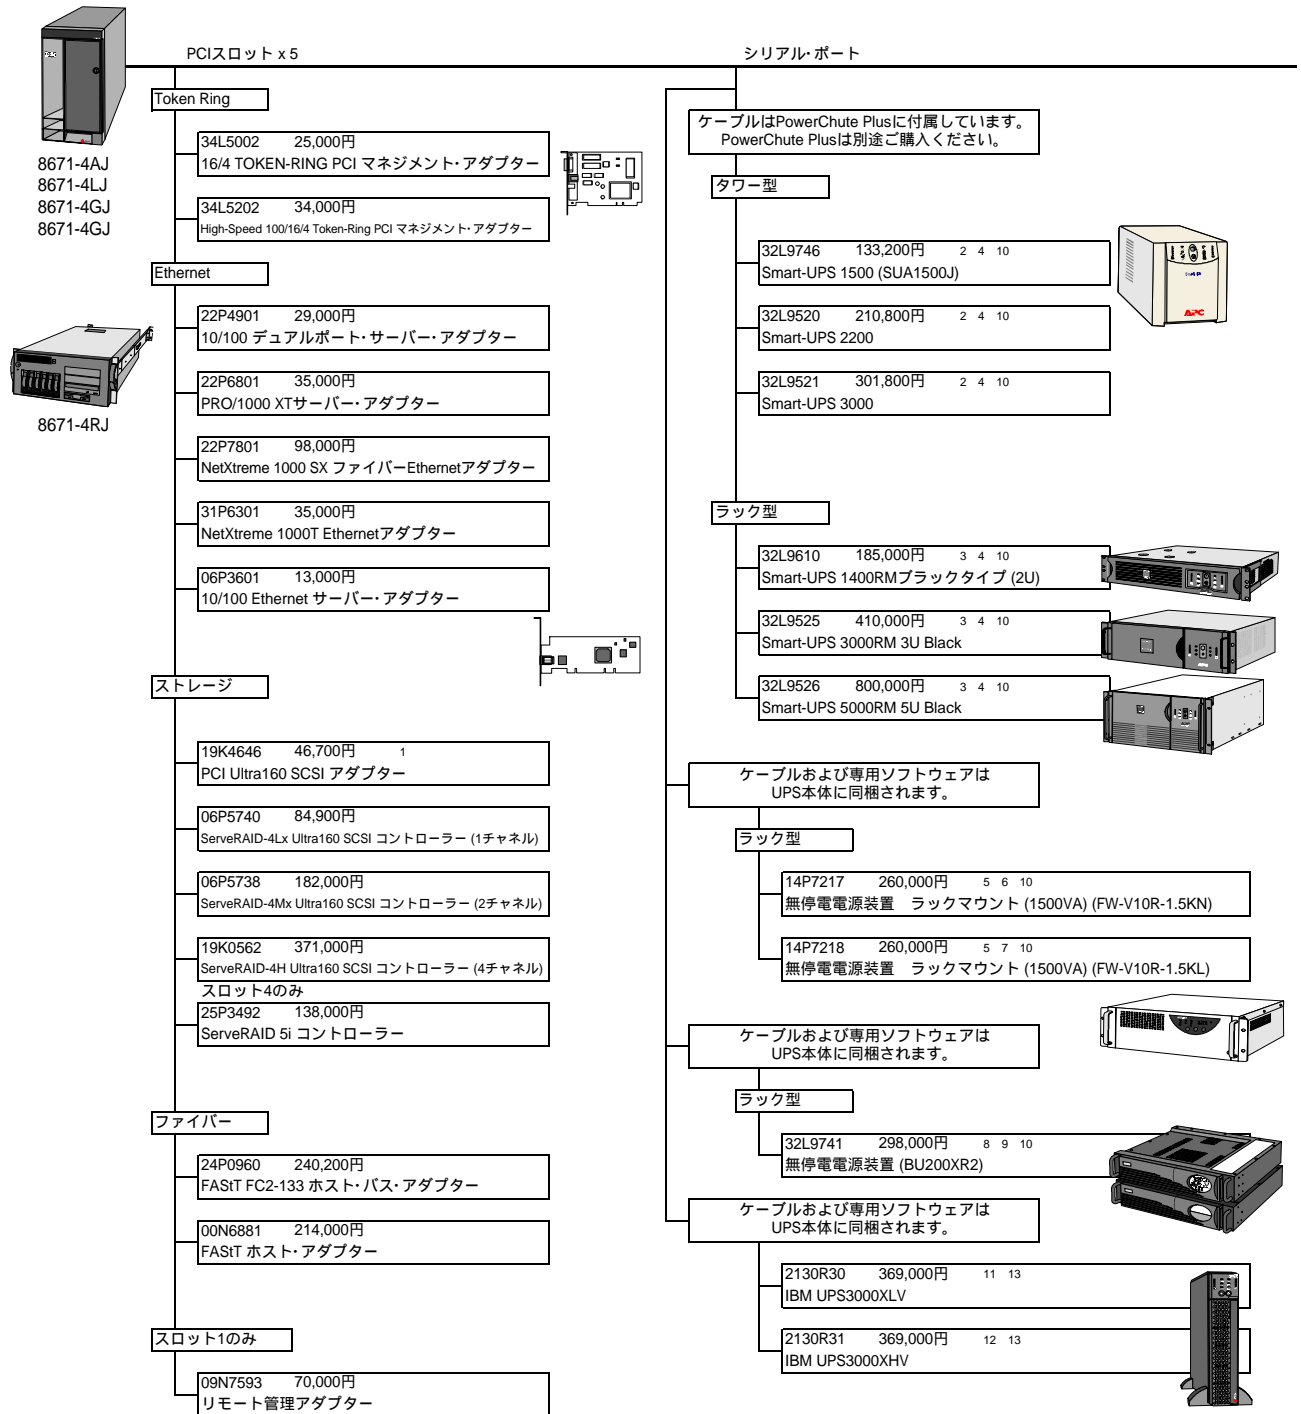 PCIスロット x 5
シリアル・ポート
8671-4AJ
8671-4LJ
8671-4GJ
8671-4GJ
8671-4RJ
Token Ring
34L5002 25,000円
16/4 TOKEN-RING PCI マネジメント・アダプター
34L5202 34,000円
High-Speed 100/16/4 Token-Ring PCI マネジメント・アダプター
Ethernet
22P4901 29,000円
10/100 デュアルポート・サーバー・アダプター
22P6801 35,000円
PRO/1000 XTサーバー・アダプター
22P7801 98,000円
NetXtreme 1000 SX ファイバーEthernetアダプター
31P6301 35,000円
NetXtreme 1000T Ethernetアダプター
06P3601 13,000円
10/100 Ethernet サーバー・アダプター
ストレージ
19K4646 46,700円 1
PCI Ultra160 SCSI アダプター
06P5740 84,900円
ServeRAID-4Lx Ultra160 SCSI コントローラー (1チャネル)
06P5738 182,000円
ServeRAID-4Mx Ultra160 SCSI コントローラー (2チャネル)
19K0562 371,000円
ServeRAID-4H Ultra160 SCSI コントローラー (4チャネル)
スロット4のみ
25P3492 138,000円
ServeRAID 5i コントローラー
ファイバー
24P0960 240,200円
FAStT FC2-133 ホスト・バス・アダプター
00N6881 214,000円
FAStT ホスト・アダプター
スロット1のみ
09N7593 70,000円
リモート管理アダプター
ケーブルはPowerChute Plusに付属しています。
PowerChute Plusは別途ご購入ください。
タワー型
32L9746 133,200円 2 4 10
Smart-UPS 1500 (SUA1500J)
APC
32L9520 210,800円 2 4 10
Smart-UPS 2200
32L9521 301,800円 2 4 10
Smart-UPS 3000
ラック型
32L9610 185,000円 3 4 10
Smart-UPS 1400RMブラックタイプ (2U)
32L9525 410,000円 3 4 10
Smart-UPS 3000RM 3U Black
32L9526 800,000円 3 4 10
Smart-UPS 5000RM 5U Black
ケーブルおよび専用ソフトウェアは
UPS本体に同梱されます。
ラック型
14P7217 260,000円 5 6 10
無停電電源装置 ラックマウント (1500VA) (FW-V10R-1.5KN)
14P7218 260,000円 5 7 10
無停電電源装置 ラックマウント (1500VA) (FW-V10R-1.5KL)
ケーブルおよび専用ソフトウェアは
UPS本体に同梱されます。
ラック型
32L9741 298,000円 8 9 10
無停電電源装置 (BU200XR2)
ケーブルおよび専用ソフトウェアは
UPS本体に同梱されます。
2130R30 369,000円 11 13
IBM UPS3000XLV
2130R31 369,000円 12 13
IBM UPS3000XHV